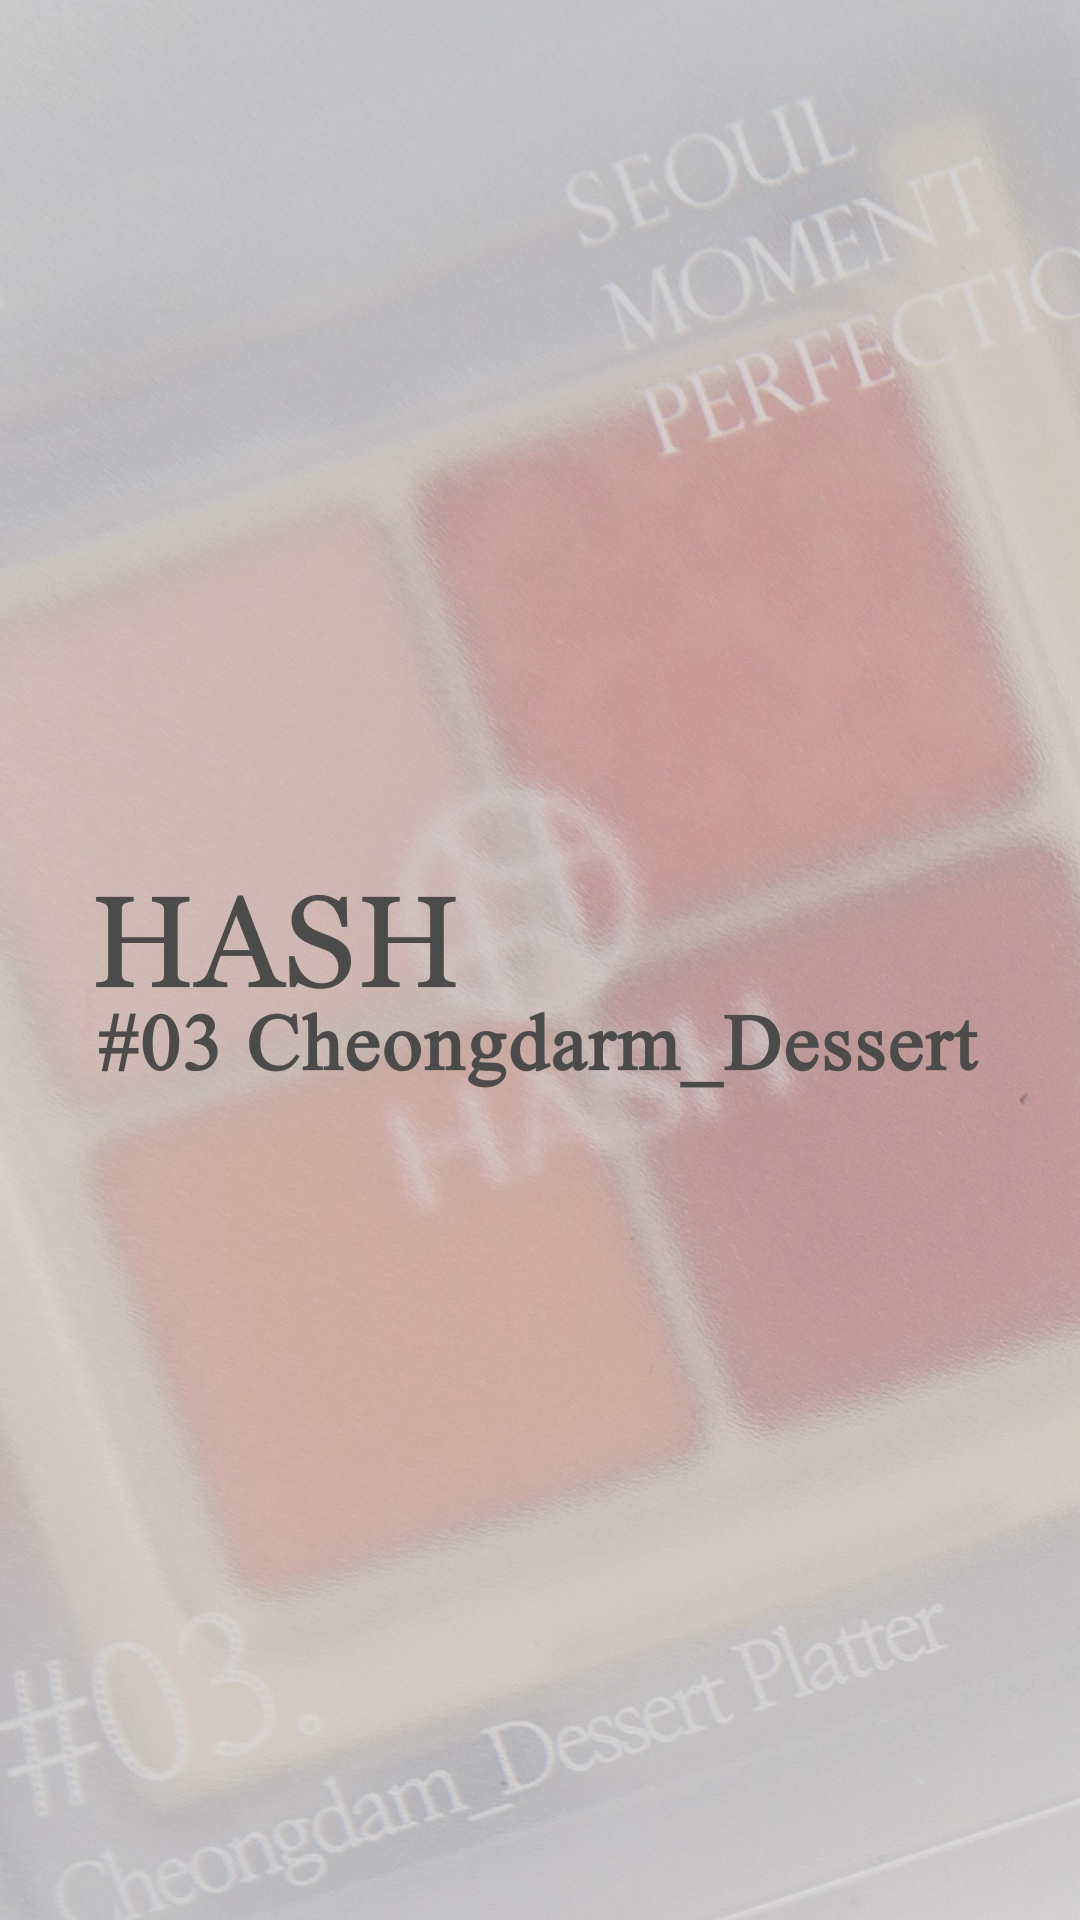 SEOUL
MOMENT
PERFECTIO
HASH
#03 Cheongdarm_Dessert
HASH
#03.
Cheongdam_Dessert Platter